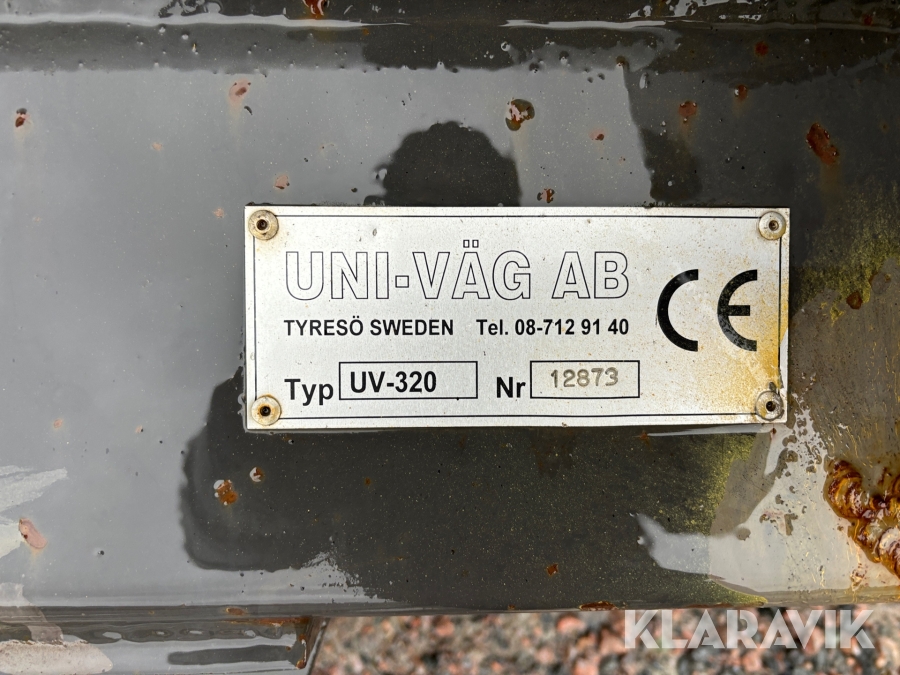 UNI-VÄG AB
TYRESÖ SWEDEN Tel. 08-712 91 40
CE
Typ UV-320 Nr 12873
KLARAVIK